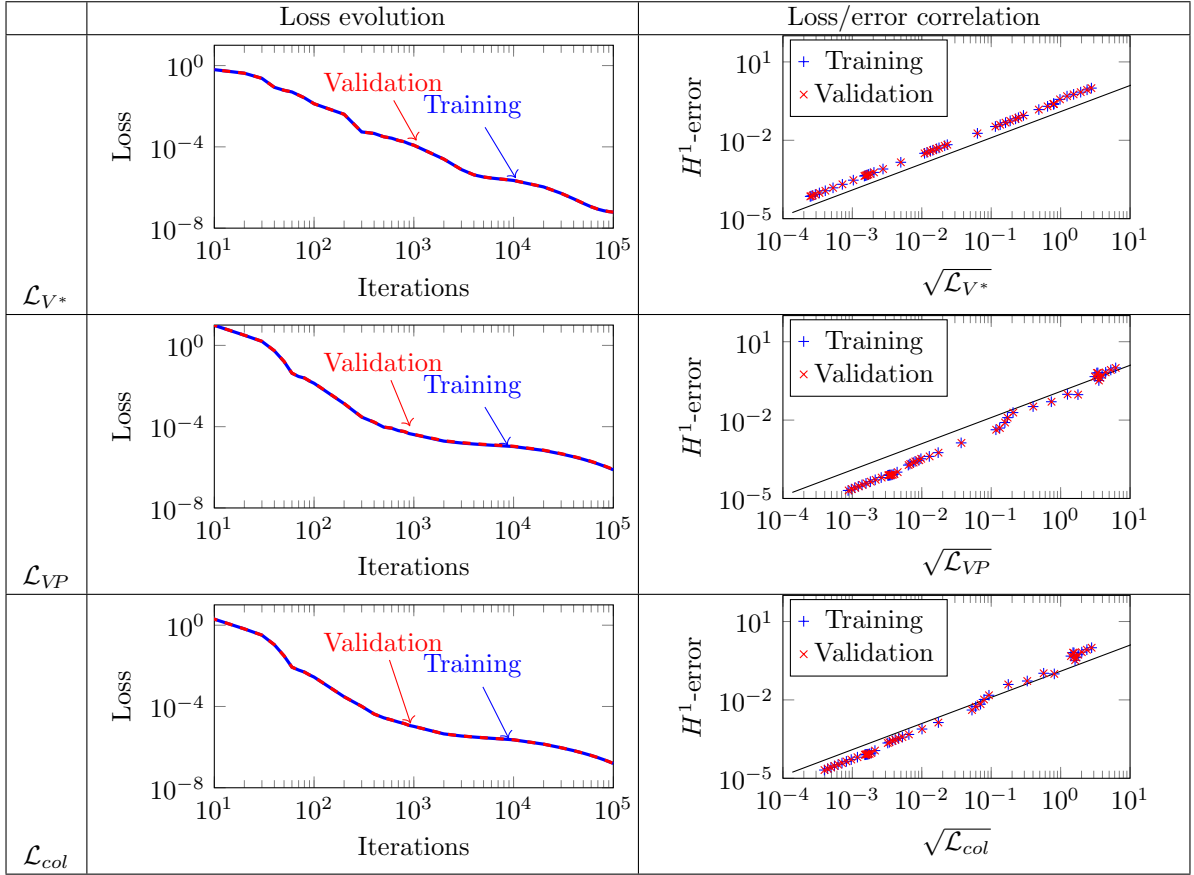 Loss evolution
Loss/error correlation
10^0
10^{-4}
10^{-8}
Loss
Validation
Training
10^1
10^2
10^3
10^4
10^5
Iterations
10^1
10^{-2}
10^{-5}
H^1-error
Training
Validation
10^{-4}
10^{-3}
10^{-2}
10^{-1}
10^0
10^1
√ℒ_{V*}
ℒ_{V*}
10^0
10^{-4}
10^{-8}
Loss
Validation
Training
10^1
10^2
10^3
10^4
10^5
Iterations
10^1
10^{-2}
10^{-5}
H^1-error
Training
Validation
10^{-4}
10^{-3}
10^{-2}
10^{-1}
10^0
10^1
√ℒ_{VP}
ℒ_{VP}
10^0
10^{-4}
10^{-8}
Loss
Validation
Training
10^1
10^2
10^3
10^4
10^5
Iterations
10^1
10^{-2}
10^{-5}
H^1-error
Training
Validation
10^{-4}
10^{-3}
10^{-2}
10^{-1}
10^0
10^1
√ℒ_{col}
ℒ_{col}